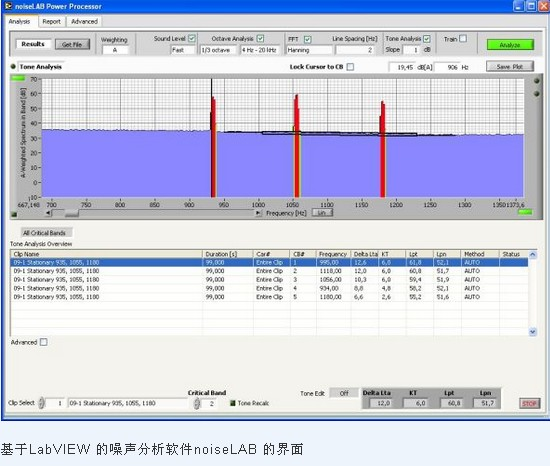 noiseLAB Power Processor
Analysis Report Advanced
Results Get File Weighting A Sound Level Fast Octave Analysis 1/3 octave 4 Hz - 20 kHz FFT Hanning Line Spacing [Hz] 2 Tone Analysis Slope 1 dB Train Analyze
Tone Analysis Lock Cursor to CB 19,45 dB[A] 906 Hz Save Plot
A-Weighted Spectrum in Band [dB]
70
60
50
40
30
20
10
0
-10
667,148 700 750 800 850 900 950 1000 1050 1100 1150 1200 1250 1300 1350 1373,6
Frequency [Hz] Lin
All Critical Bands
Tone Analysis Overview
Clip Name Duration [s] Car# CB# Frequency Delta Lta KT Lpt Lpn Method Status
09-1 Stationary 935, 1055, 1180 99,000 Entire Clip 1 995,00 12,6 6,0 61,8 52,1 AUTO
09-1 Stationary 935, 1055, 1180 99,000 Entire Clip 2 1118,00 12,0 6,0 60,8 51,7 AUTO
09-1 Stationary 935, 1055, 1180 99,000 Entire Clip 3 1056,00 10,3 6,0 59,4 51,9 AUTO
09-1 Stationary 935, 1055, 1180 99,000 Entire Clip 4 934,00 8,8 4,8 58,2 52,1 AUTO
09-1 Stationary 935, 1055, 1180 99,000 Entire Clip 5 1180,00 6,6 2,6 55,2 51,6 AUTO
Advanced
Clip Select 1 09-1 Stationary 935, 1055, 1180 Critical Band 2 Tone Recalc Tone Edit Off Delta Lta KT Lpt Lpn
12,0 6,0 60,8 51,7 STOP
基于LabVIEW 的噪声分析软件noiseLAB 的界面